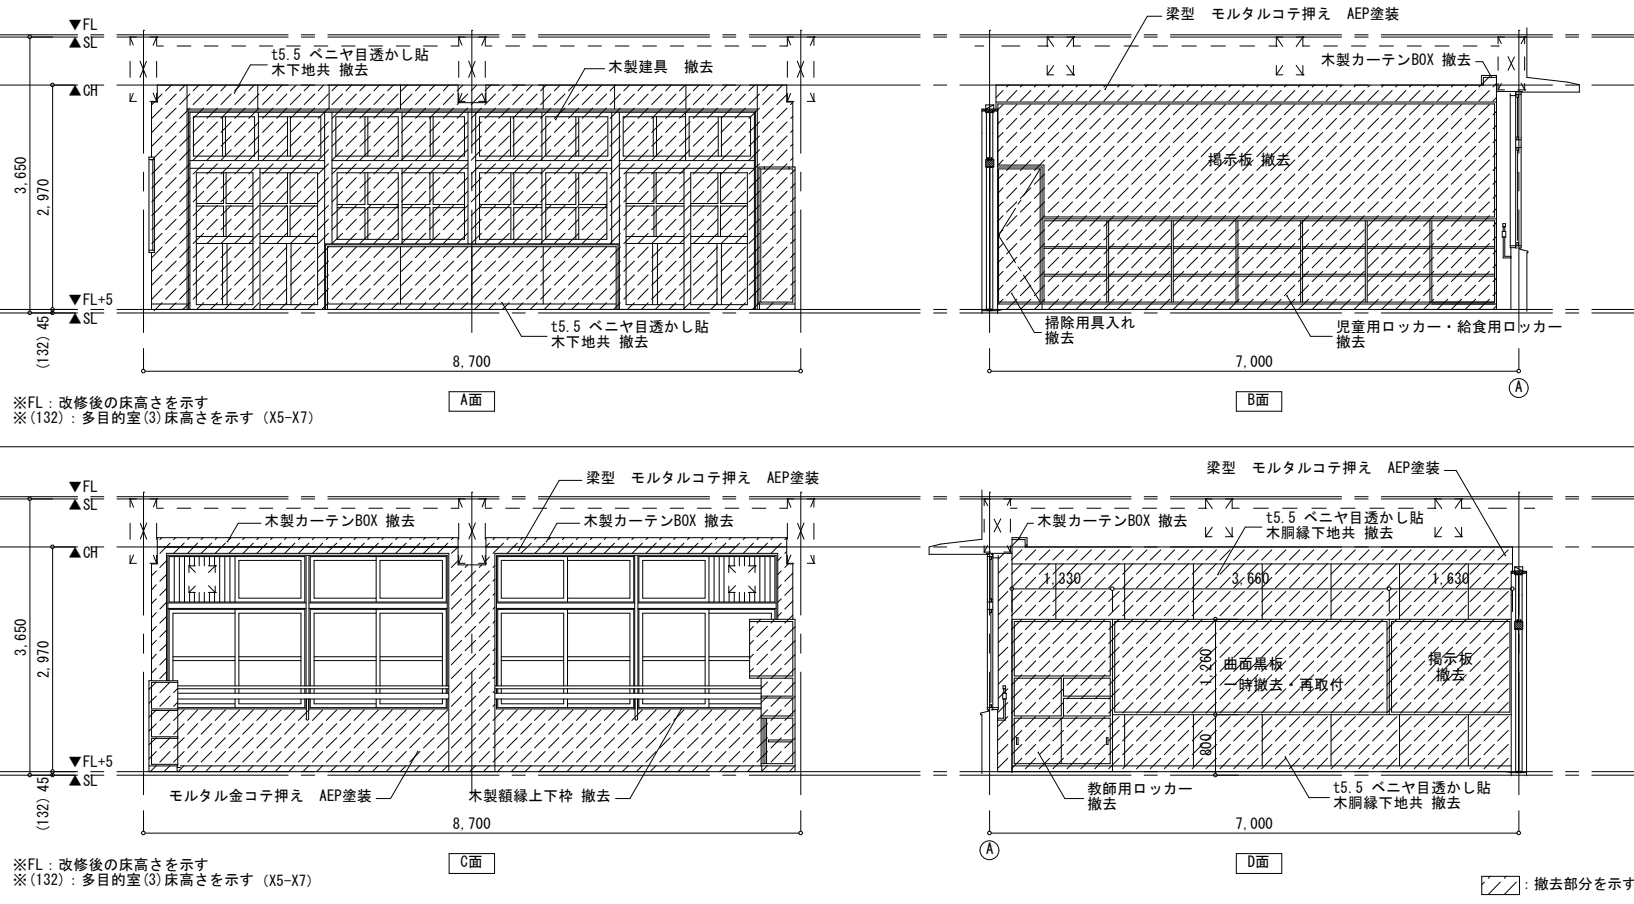 ▼FL
▲SL
t5.5 ベニヤ目透かし貼
木下地共 撤去
木製建具 撤去
▲CH
3,650
2,970
▼FL+5
▲SL
(132) 45
t5.5 ベニヤ目透かし貼
木下地共 撤去
8,700
A面
※FL：改修後の床高さを示す
※(132)：多目的室(3)床高さを示す (X5-X7)
梁型 モルタルコテ押え AEP塗装
木製カーテンBOX 撤去
掲示板 撤去
掃除用具入れ
撤去
児童用ロッカー・給食用ロッカー
撤去
7,000
B面
A
▼FL
▲SL
梁型 モルタルコテ押え AEP塗装
木製カーテンBOX 撤去
木製カーテンBOX 撤去
▲CH
3,650
2,970
▼FL+5
▲SL
(132) 45
モルタル金コテ押え AEP塗装
木製額縁上下枠 撤去
8,700
C面
※FL：改修後の床高さを示す
※(132)：多目的室(3)床高さを示す (X5-X7)
梁型 モルタルコテ押え AEP塗装
木製カーテンBOX 撤去
t5.5 ベニヤ目透かし貼
木胴縁下地共 撤去
1,330
3,660
1,630
1,260
曲面黒板
一時撤去・再取付
掲示板
撤去
800
教師用ロッカー
撤去
t5.5 ベニヤ目透かし貼
木胴縁下地共 撤去
7,000
A
D面
：撤去部分を示す